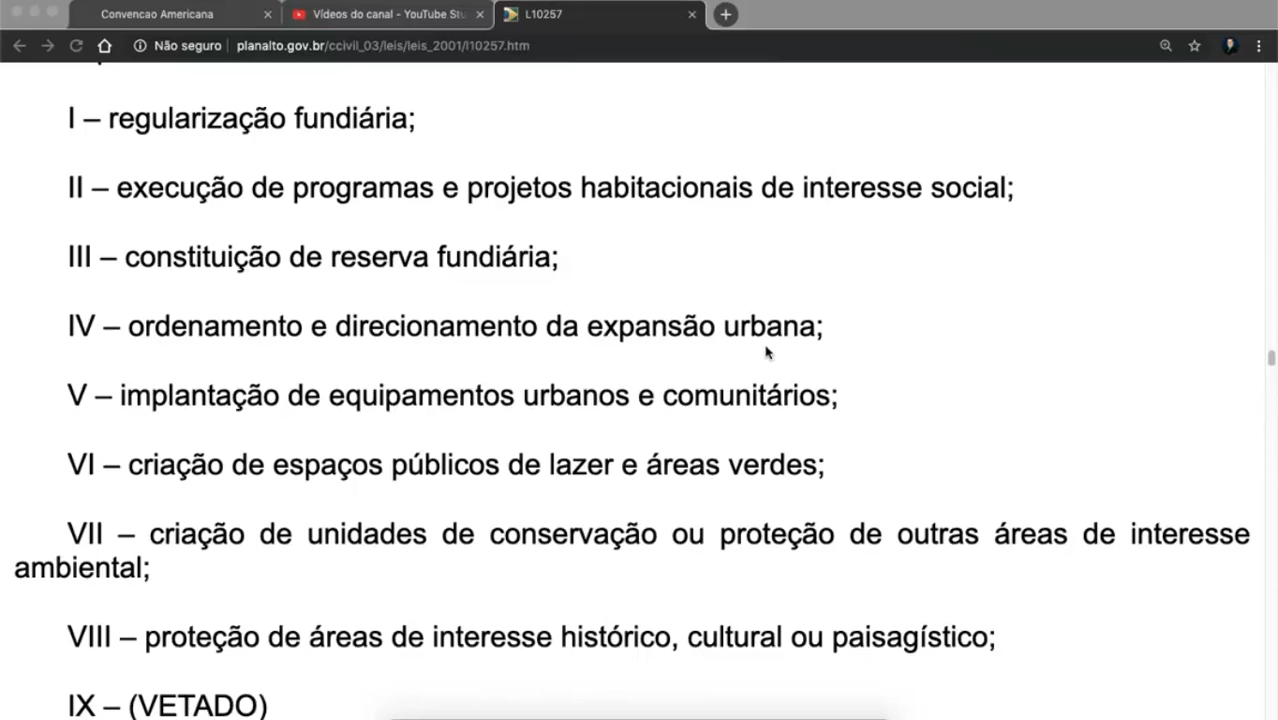 Convencao Americana
Vídeos do canal - YouTube Stu
L10257
Não seguro
planalto.gov.br/ccivil_03/leis/leis_2001/l10257.htm
I – regularização fundiária;
II – execução de programas e projetos habitacionais de interesse social;
III – constituição de reserva fundiária;
IV – ordenamento e direcionamento da expansão urbana;
V – implantação de equipamentos urbanos e comunitários;
VI – criação de espaços públicos de lazer e áreas verdes;
VII – criação de unidades de conservação ou proteção de outras áreas de interesse
ambiental;
VIII – proteção de áreas de interesse histórico, cultural ou paisagístico;
IX – (VETADO)